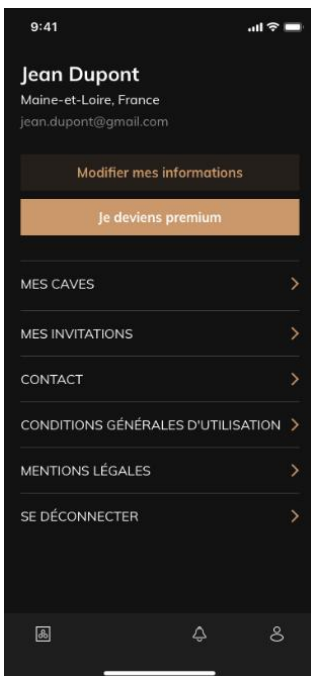 9:41
Jean Dupont
Maine-et-Loire, France
jean.dupont@gmail.com
Modifier mes informations
Je deviens premium
MES CAVES
MES INVITATIONS
CONTACT
CONDITIONS GÉNÉRALES D'UTILISATION
MENTIONS LÉGALES
SE DÉCONNECTER